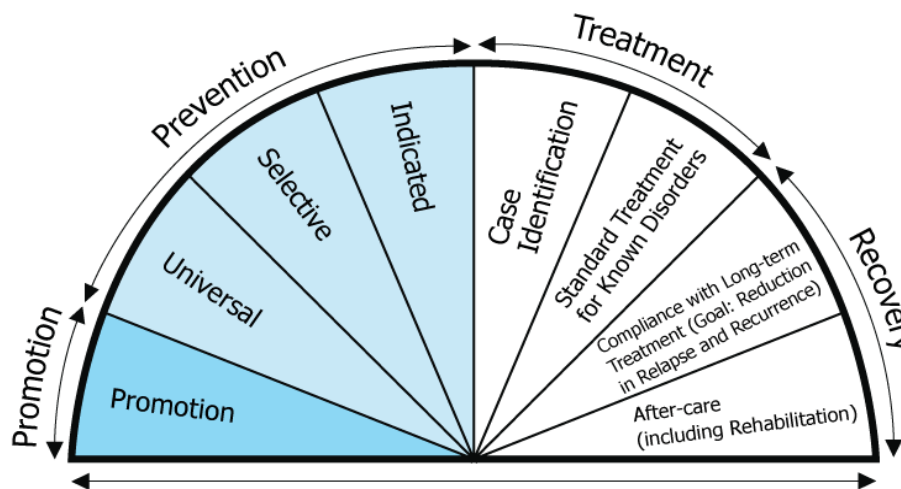 Promotion
Prevention
Treatment
Recovery
Promotion
Universal
Selective
Indicated
Case
Identification
Standard Treatment
for Known Disorders
Compliance with Long-term
Treatment (Goal: Reduction
in Relapse and Recurrence)
After-care
(including Rehabilitation)